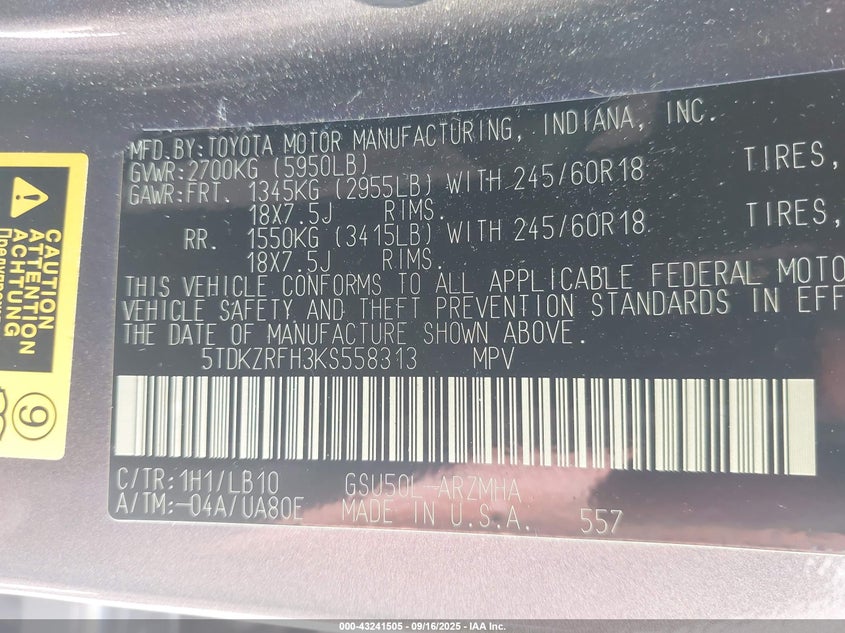 MFD.BY:TOYOTA MOTOR MANUFACTURING, INDIANA, INC.
GVWR:2700KG (5950LB)
GAWR:FRT. 1345KG (2955LB) WITH 245/60R18 TIRES,
18X7.5J RIMS.
RR. 1550KG (3415LB) WITH 245/60R18 TIRES,
18X7.5J RIMS.
THIS VEHICLE CONFORMS TO ALL APPLICABLE FEDERAL MOTO
VEHICLE SAFETY AND THEFT PREVENTION STANDARDS IN EFF
THE DATE OF MANUFACTURE SHOWN ABOVE.
5TDKZRFH3KS558313 MPV
C/TR:1H1/LB10 GSU50L-ARZMHA
A/TM:-04A/UA80E MADE IN U.S.A. 557
CAUTION
ATTENTION
ACHTUNG
9
000-43241505 - 09/16/2025 - IAA Inc.